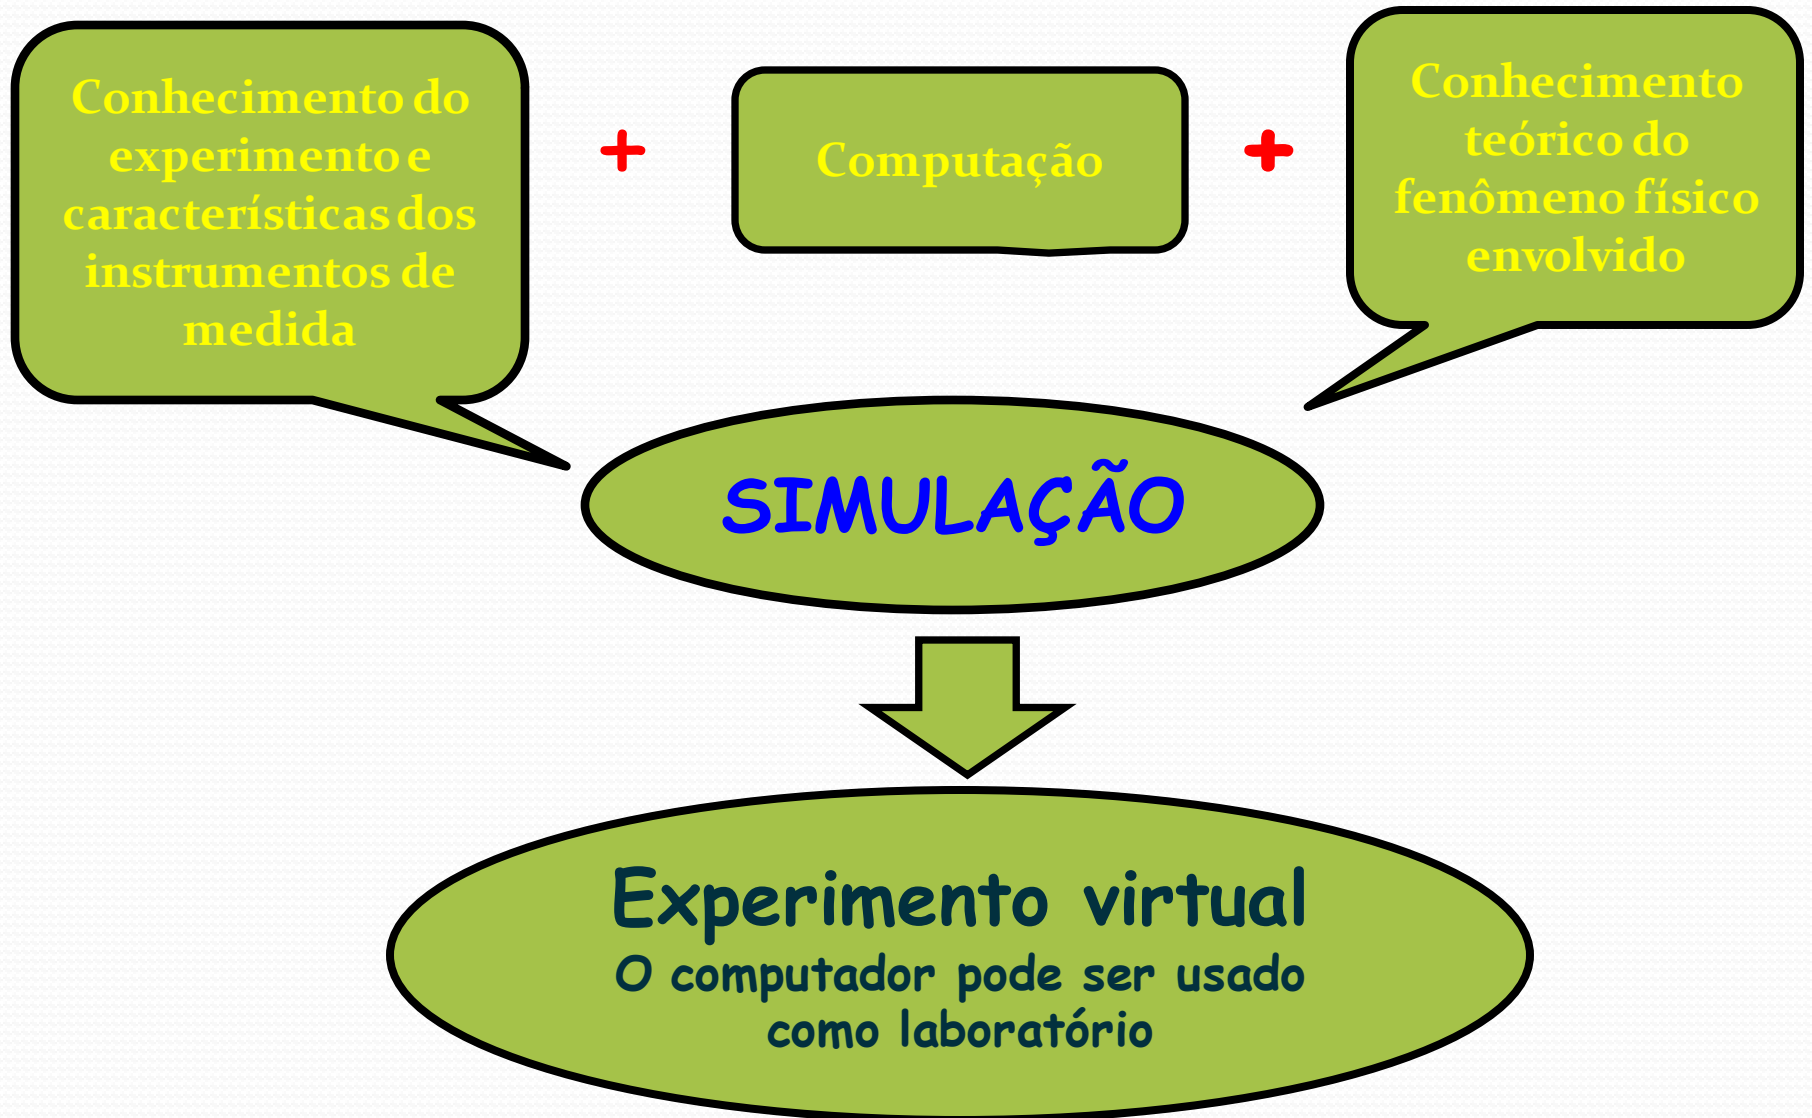 Conhecimento do
experimento e
características dos
instrumentos de
medida
+
Computação
+
Conhecimento
teórico do
fenômeno físico
envolvido
SIMULAÇÃO
Experimento virtual
O computador pode ser usado
como laboratório